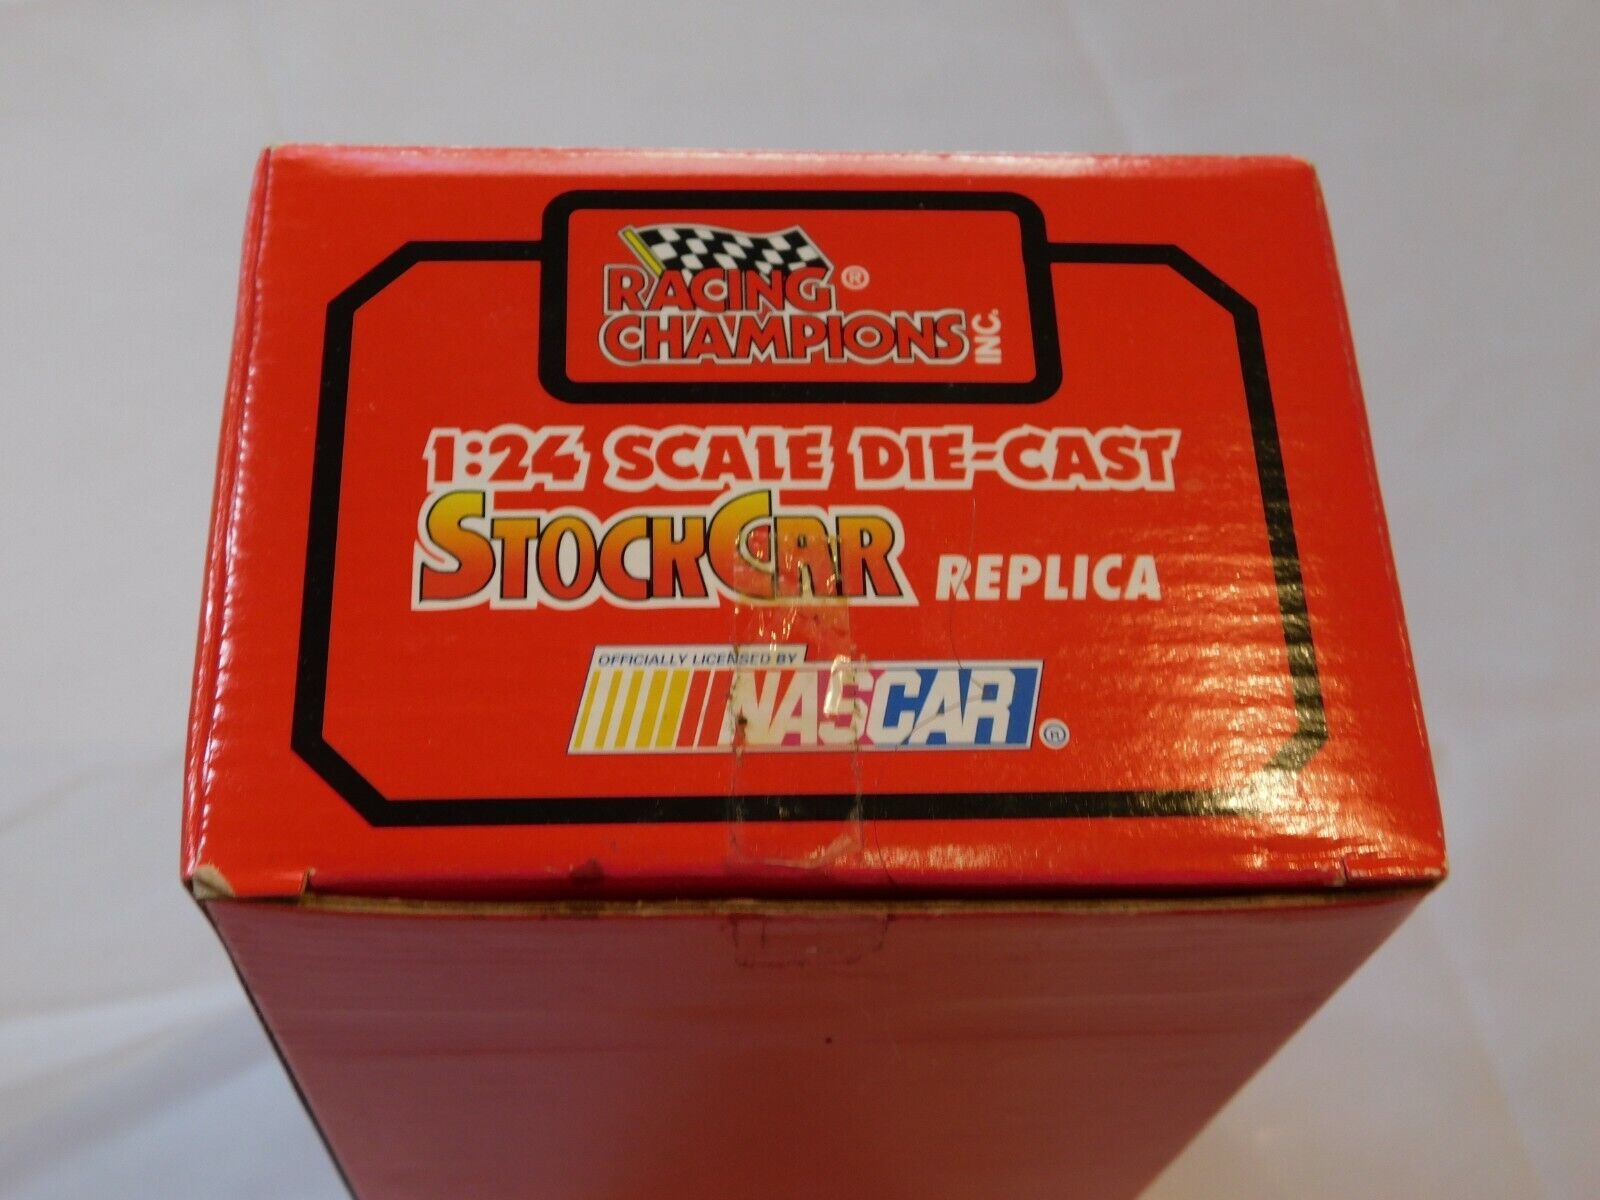 RACING ®
CHAMPIONS INC.
1:24 SCALE DIE-CAST
STOCKCAR REPLICA
OFFICIALLY LICENSED BY
NASCAR ®